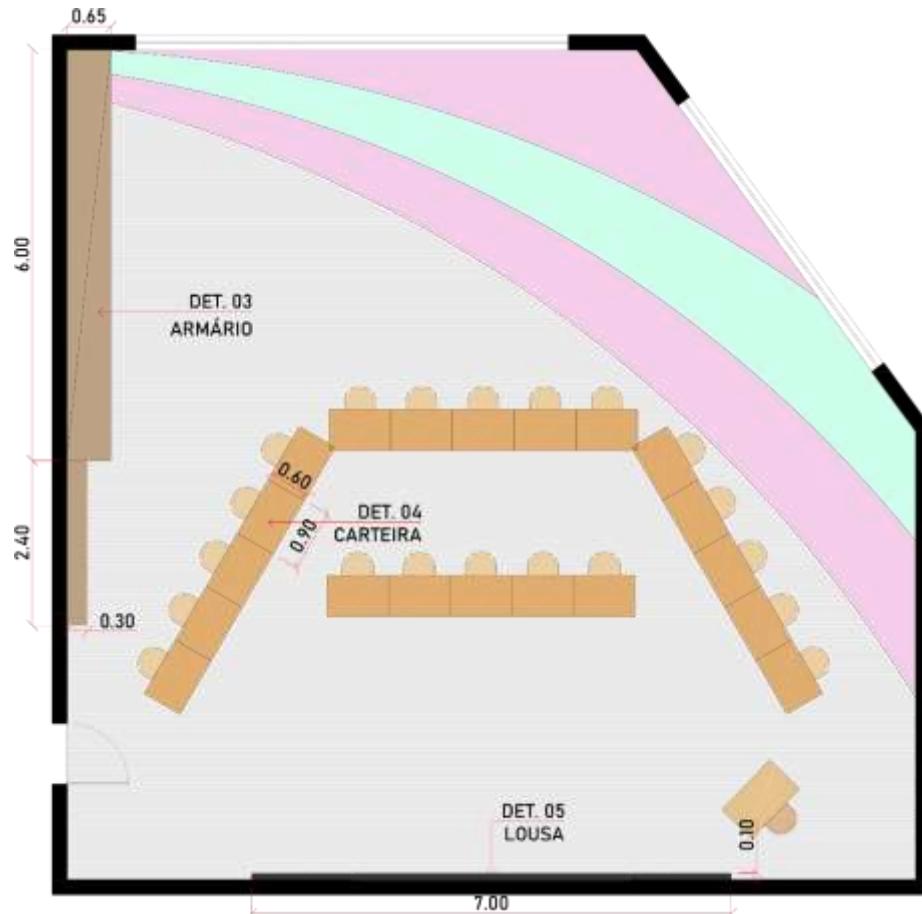 0.65
6.00
DET. 03
ARMÁRIO
0.60
DET. 04
CARTEIRA
0.90
2.40
0.30
DET. 05
LOUSA
0.10
7.00